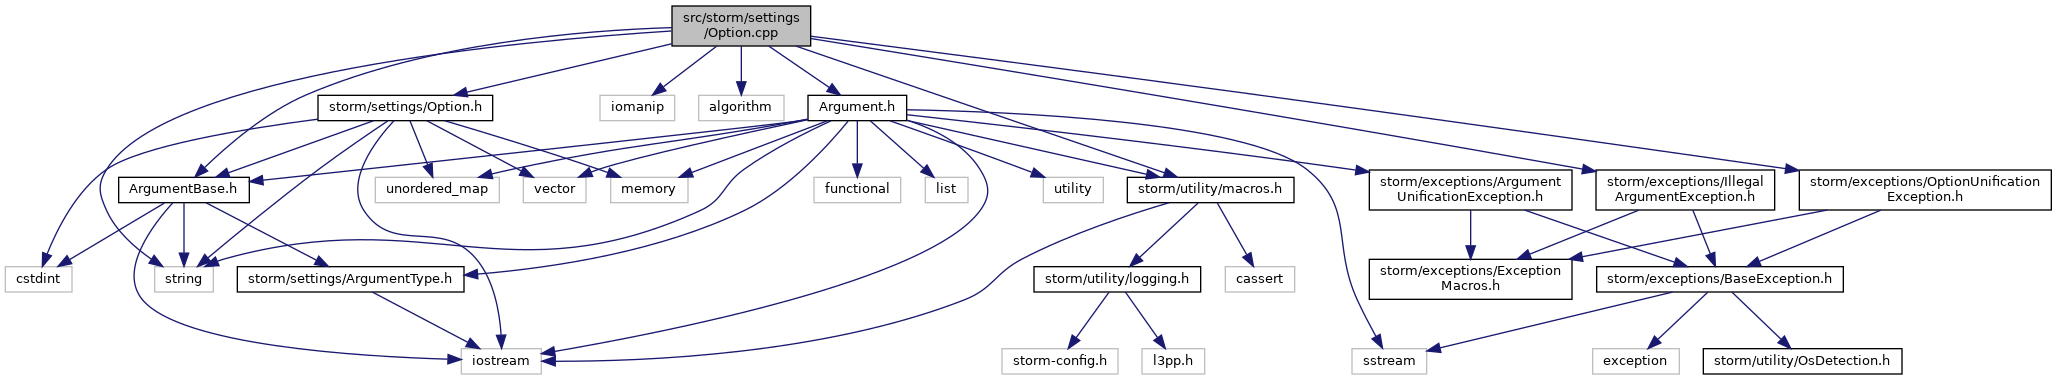 src/storm/settings
/Option.cpp
storm/settings/Option.h
iomanip
algorithm
Argument.h
ArgumentBase.h
unordered_map
vector
memory
functional
list
utility
storm/utility/macros.h
storm/exceptions/Argument
UnificationException.h
storm/exceptions/Illegal
ArgumentException.h
storm/exceptions/OptionUnification
Exception.h
cstdint
string
storm/settings/ArgumentType.h
storm/utility/logging.h
cassert
storm/exceptions/Exception
Macros.h
storm/exceptions/BaseException.h
iostream
storm-config.h
l3pp.h
sstream
exception
storm/utility/OsDetection.h